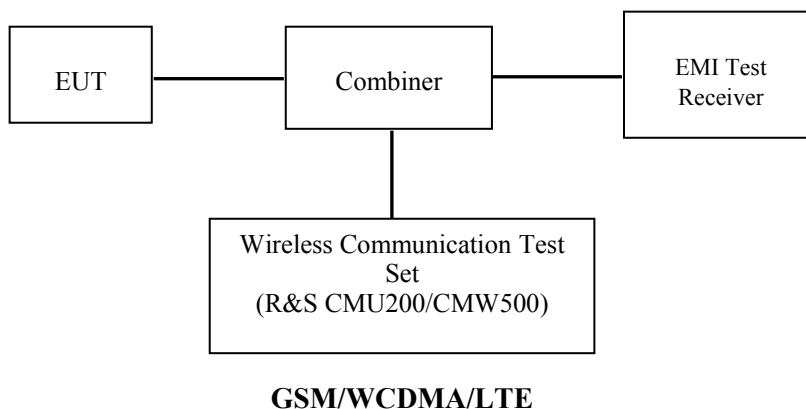 EUT
Combiner
EMI Test
Receiver
Wireless Communication Test
Set
(R&S CMU200/CMW500)
GSM/WCDMA/LTE